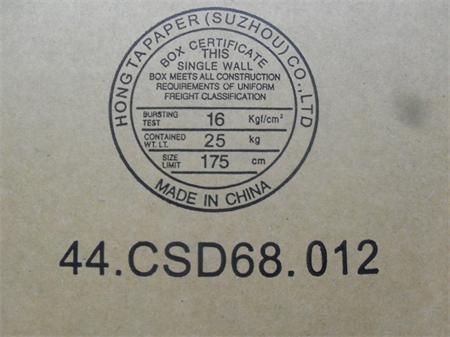 HONG TA PAPER (SUZHOU) CO.,LTD
BOX CERTIFICATE
THIS
SINGLE WALL
BOX MEETS ALL CONSTRUCTION
REQUIREMENTS OF UNIFORM
FREIGHT CLASSIFICATION
BURSTING TEST 16 Kgf/cm²
CONTAINED WT. LT. 25 kg
SIZE LIMIT 175 cm
MADE IN CHINA
44.CSD68.012